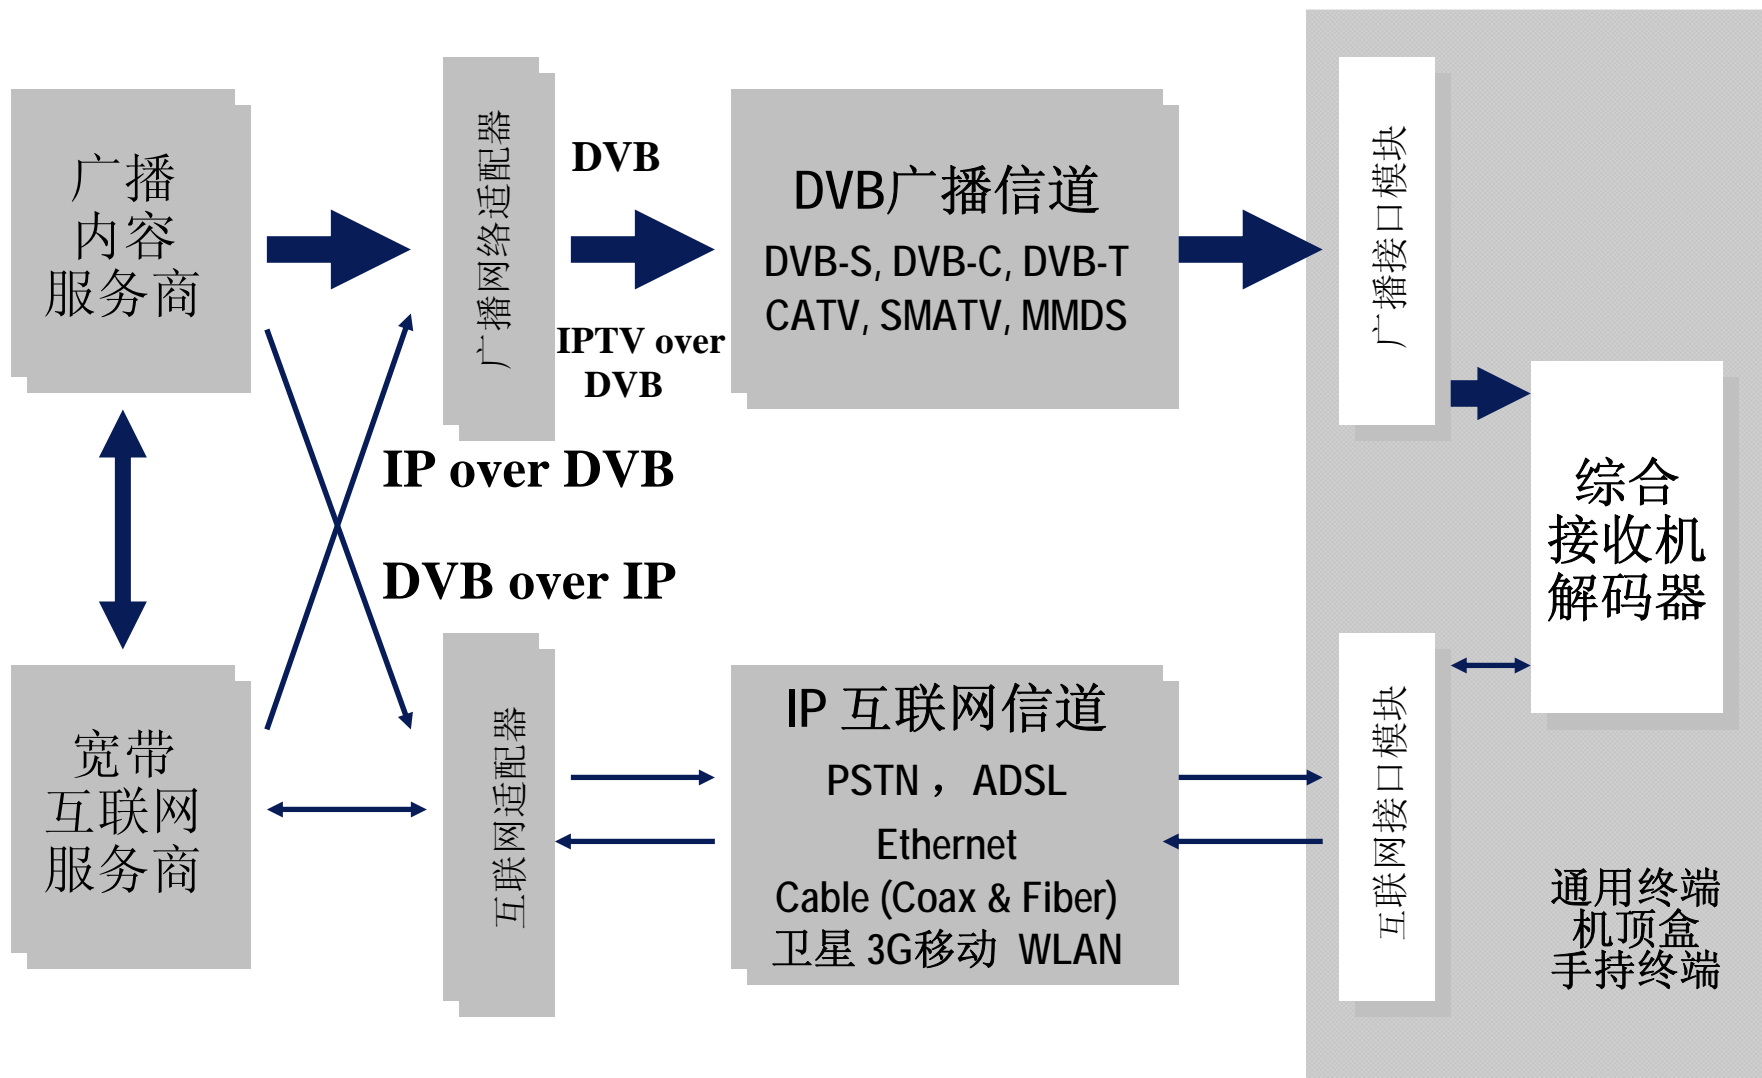 广播
内容
服务商
广播网络适配器
DVB
IPTV over
DVB
DVB广播信道
DVB-S, DVB-C, DVB-T
CATV, SMATV, MMDS
广播接口模块
IP over DVB
DVB over IP
综合
接收机
解码器
宽带
互联网
服务商
互联网适配器
IP 互联网信道
PSTN ，ADSL
Ethernet
Cable (Coax & Fiber)
卫星 3G移动 WLAN
互联网接口模块
通用终端
机顶盒
手持终端